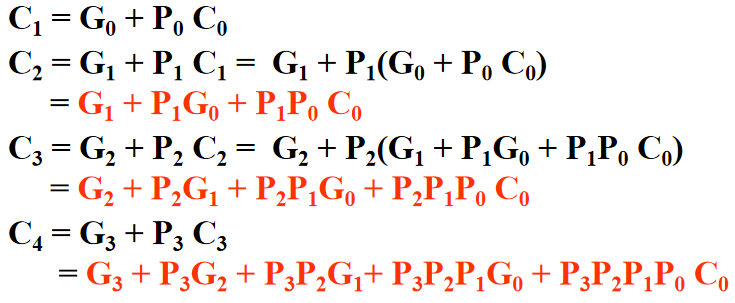 C₁ = G₀ + P₀ C₀
C₂ = G₁ + P₁ C₁ = G₁ + P₁(G₀ + P₀ C₀)
= G₁ + P₁G₀ + P₁P₀ C₀
C₃ = G₂ + P₂ C₂ = G₂ + P₂(G₁ + P₁G₀ + P₁P₀ C₀)
= G₂ + P₂G₁ + P₂P₁G₀ + P₂P₁P₀ C₀
C₄ = G₃ + P₃ C₃
= G₃ + P₃G₂ + P₃P₂G₁+ P₃P₂P₁G₀ + P₃P₂P₁P₀ C₀